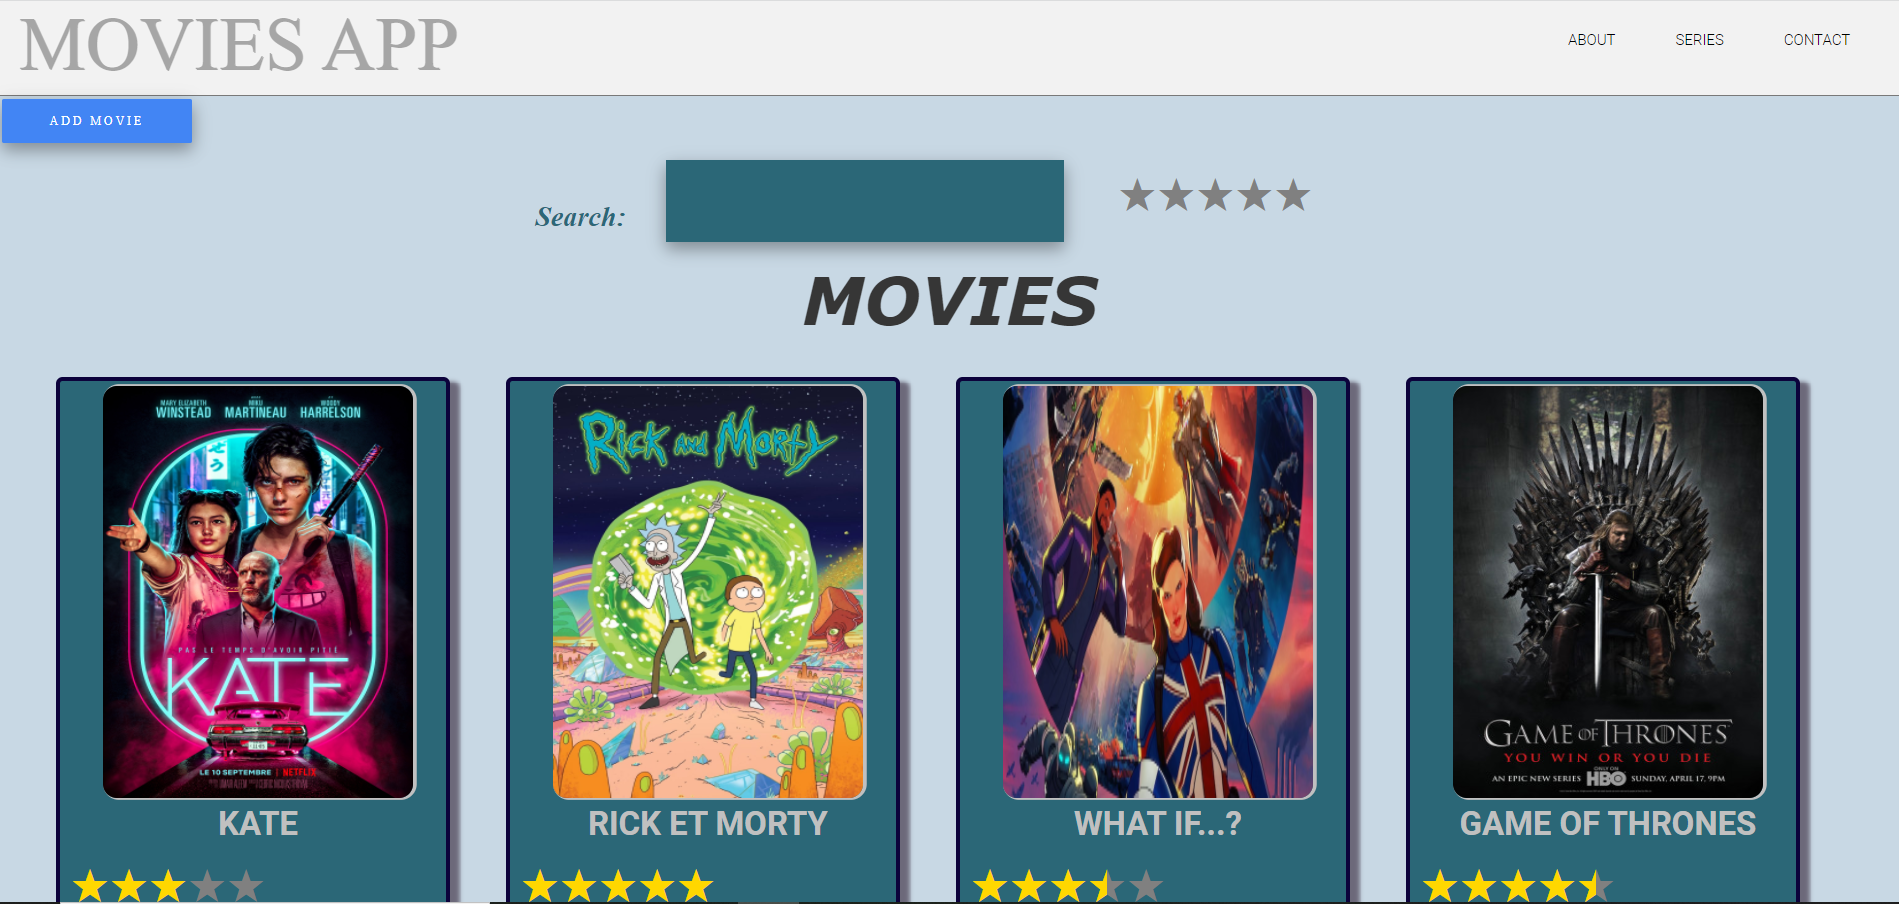 MOVIES APP
ABOUT
SERIES
CONTACT
ADD MOVIE
Search:
MOVIES
MARY ELIZABETH WINSTEAD
MIKU MARTINEAU
WOODY HARRELSON
PAS LE TEMPS D'AVOIR PITIÉ
KATE
LE 10 SEPTEMBRE | NETFLIX
KATE
RICK AND MORTY
RICK ET MORTY
WHAT IF...?
GAME OF THRONES
YOU WIN OR YOU DIE
AN EPIC NEW SERIES ONLY ON HBO SUNDAY, APRIL 17, 9PM
GAME OF THRONES